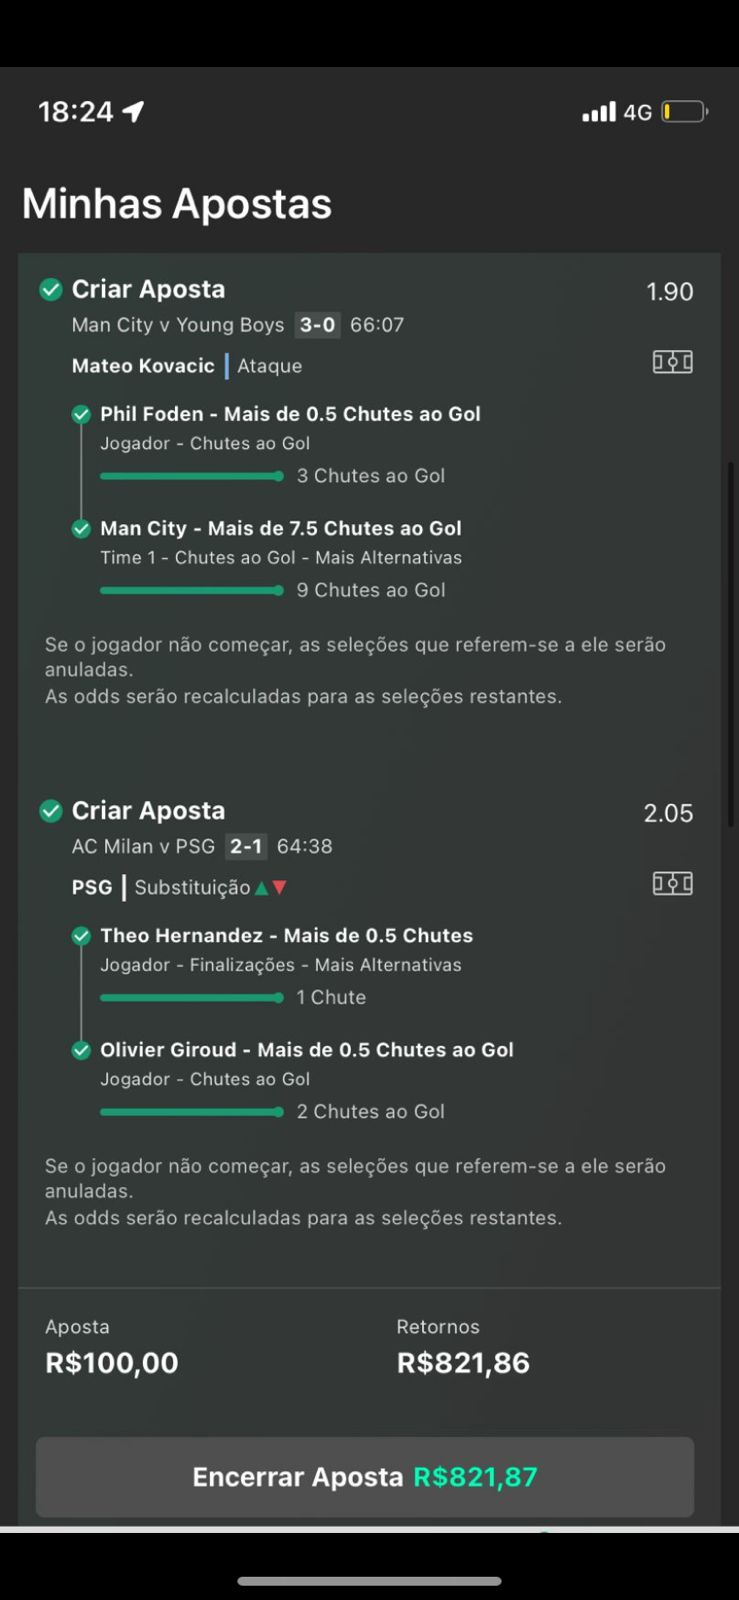 18:24
4G
Minhas Apostas
Criar Aposta 1.90
Man City v Young Boys 3-0 66:07
Mateo Kovacic | Ataque
Phil Foden - Mais de 0.5 Chutes ao Gol
Jogador - Chutes ao Gol
3 Chutes ao Gol
Man City - Mais de 7.5 Chutes ao Gol
Time 1 - Chutes ao Gol - Mais Alternativas
9 Chutes ao Gol
Se o jogador não começar, as seleções que referem-se a ele serão
anuladas.
As odds serão recalculadas para as seleções restantes.
Criar Aposta 2.05
AC Milan v PSG 2-1 64:38
PSG | Substituição
Theo Hernandez - Mais de 0.5 Chutes
Jogador - Finalizações - Mais Alternativas
1 Chute
Olivier Giroud - Mais de 0.5 Chutes ao Gol
Jogador - Chutes ao Gol
2 Chutes ao Gol
Se o jogador não começar, as seleções que referem-se a ele serão
anuladas.
As odds serão recalculadas para as seleções restantes.
Aposta Retornos
R$100,00 R$821,86
Encerrar Aposta R$821,87